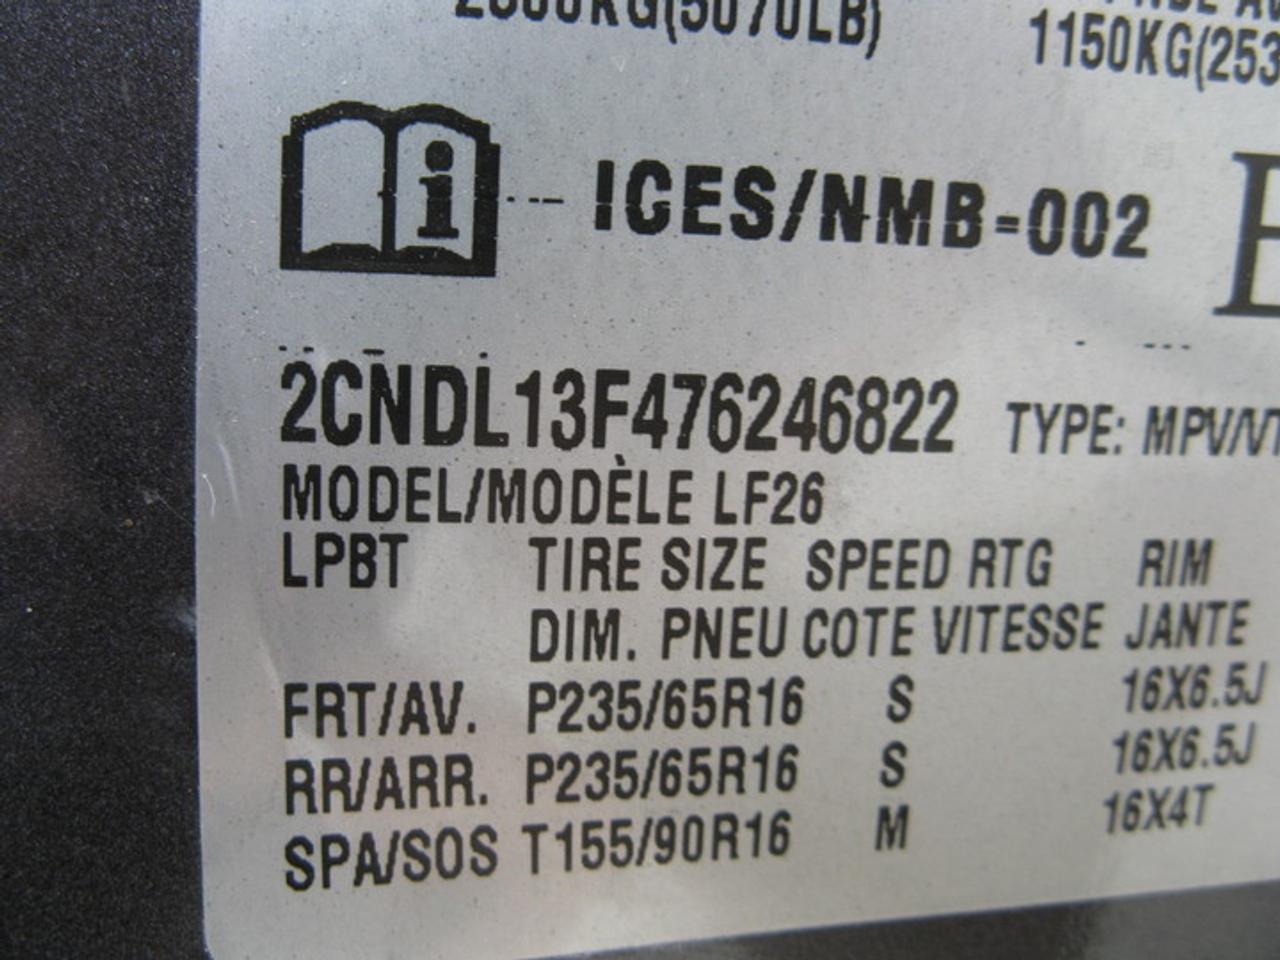 (5070LB)
1150KG(253
ICES/NMB-002
2CNDL13F476246822 TYPE: MPV/VT
MODEL/MODÈLE LF26
LPBT TIRE SIZE SPEED RTG RIM
DIM. PNEU COTE VITESSE JANTE
FRT/AV. P235/65R16 S 16X6.5J
RR/ARR. P235/65R16 S 16X6.5J
SPA/SOS T155/90R16 M 16X4T